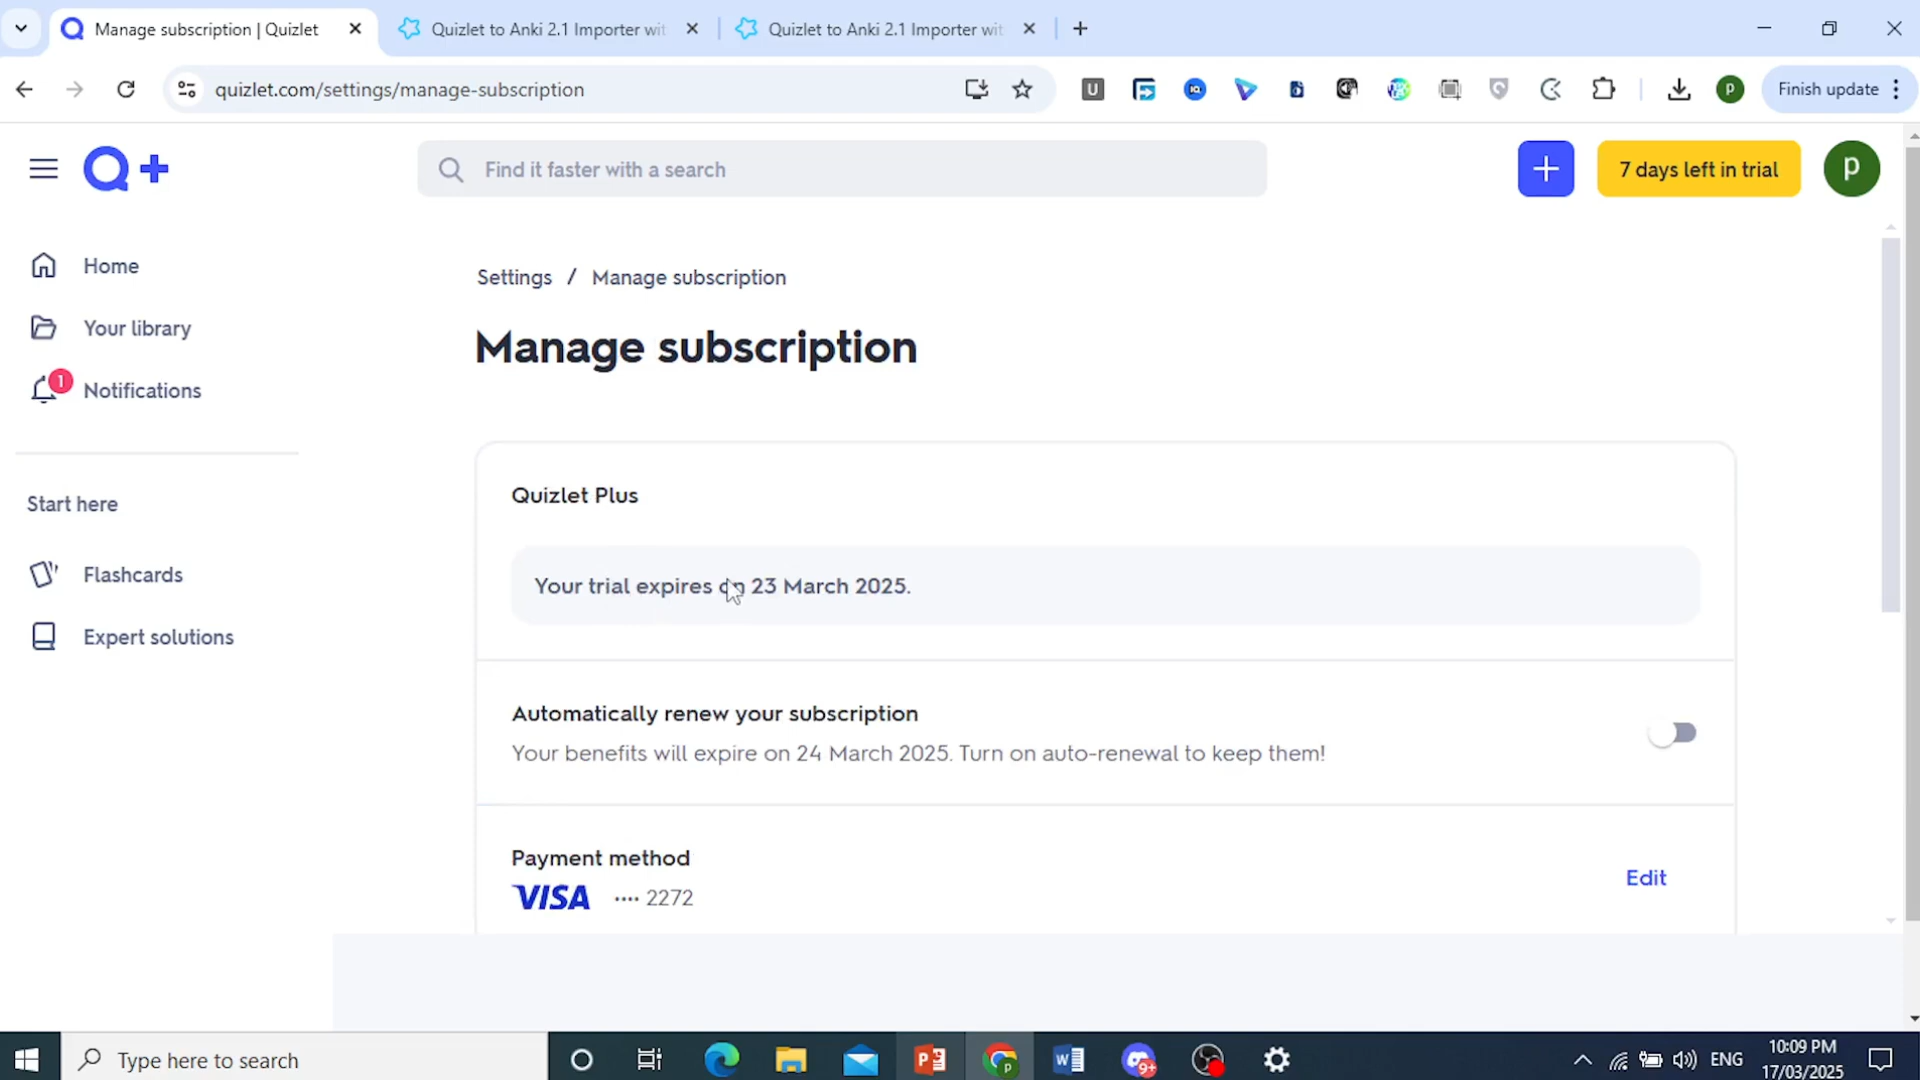 Manage subscription | Quizlet
Quizlet to Anki 2.1 Importer wit
Quizlet to Anki 2.1 Importer wit
quizlet.com/settings/manage-subscription
U
IQ
P
Finish update
Q+
Find it faster with a search
7 days left in trial
p
Home
Your library
1
Notifications
Start here
Flashcards
Expert solutions
Settings / Manage subscription
Manage subscription
Quizlet Plus
Your trial expires on 23 March 2025.
Automatically renew your subscription
Your benefits will expire on 24 March 2025. Turn on auto-renewal to keep them!
Payment method
VISA •••• 2272
Edit
Type here to search
9+
ENG
10:09 PM
17/03/2025